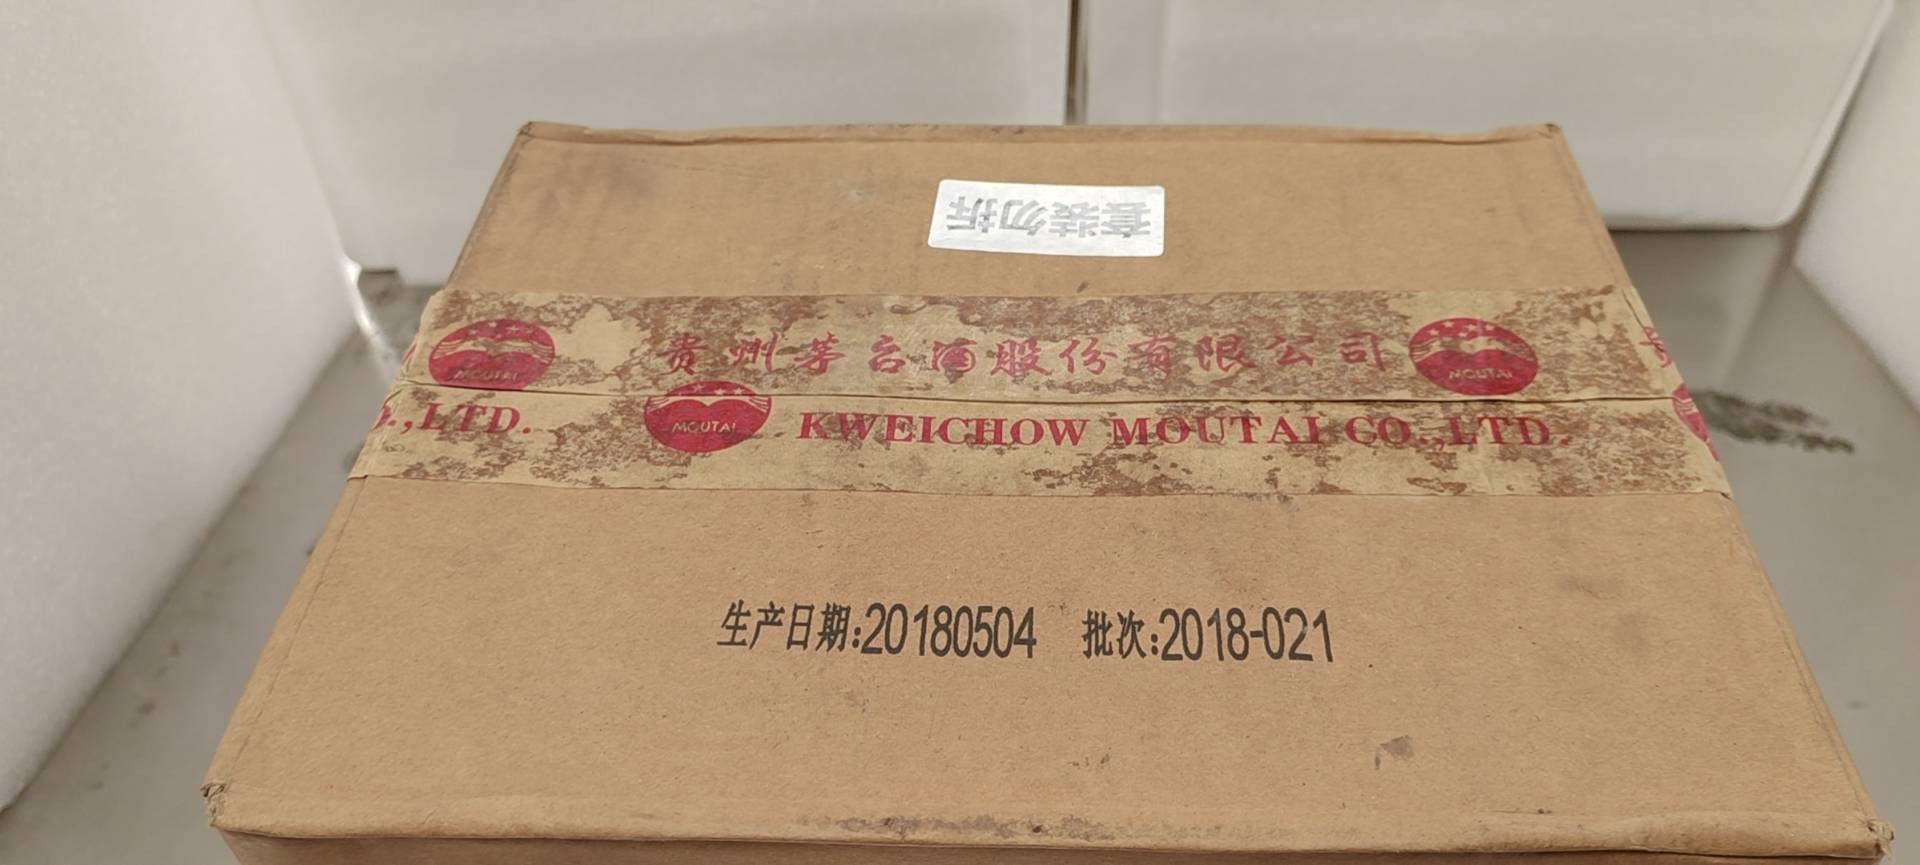 套装勿拆
MOUTAI 贵州茅台酒股份有限公司 MOUTAI 贵
O.,LTD. MOUTAI KWEICHOW MOUTAI CO.,LTD.
生产日期:20180504 批次:2018-021